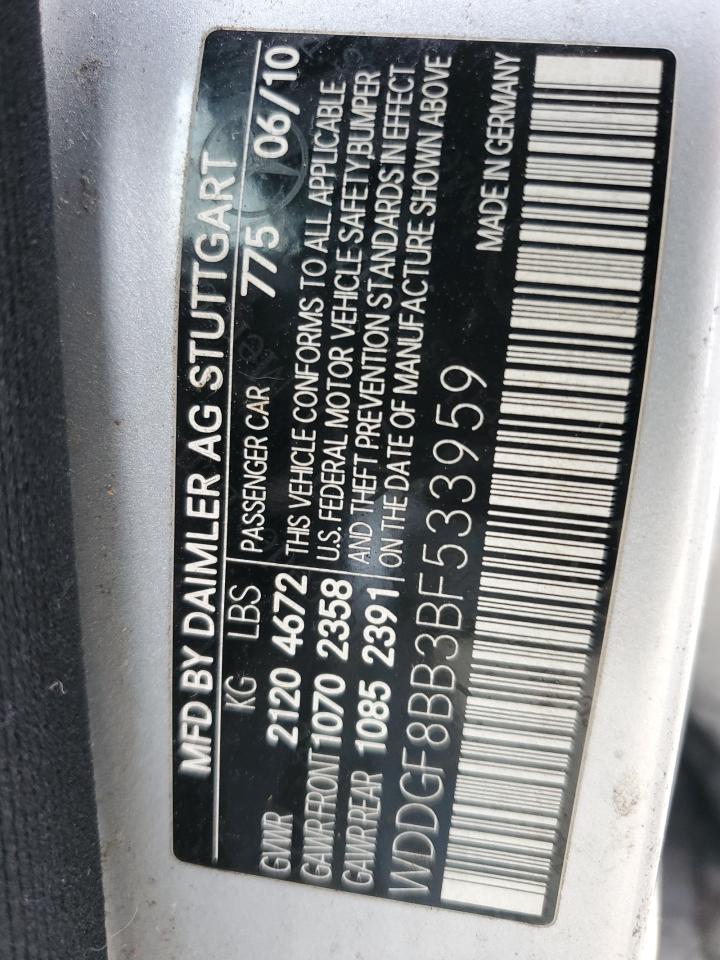 MFD BY DAIMLER AG STUTTGART
KG LBS PASSENGER CAR 775 06/10
GVWR 2120 4672 THIS VEHICLE CONFORMS TO ALL APPLICABLE
GAWR FRONT 1070 2358 U.S. FEDERAL MOTOR VEHICLE SAFETY,BUMPER
GAWR REAR 1085 2391 AND THEFT PREVENTION STANDARDS IN EFFECT
ON THE DATE OF MANUFACTURE SHOWN ABOVE
WDDGF8BB3BF533959
MADE IN GERMANY